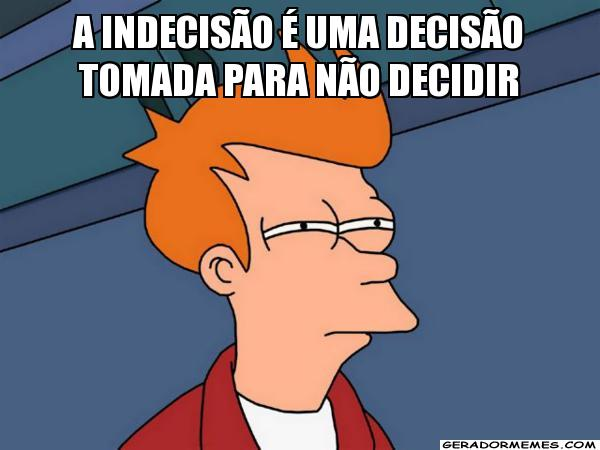 A INDECISÃO É UMA DECISÃO
TOMADA PARA NÃO DECIDIR
GERADORMEMES.COM